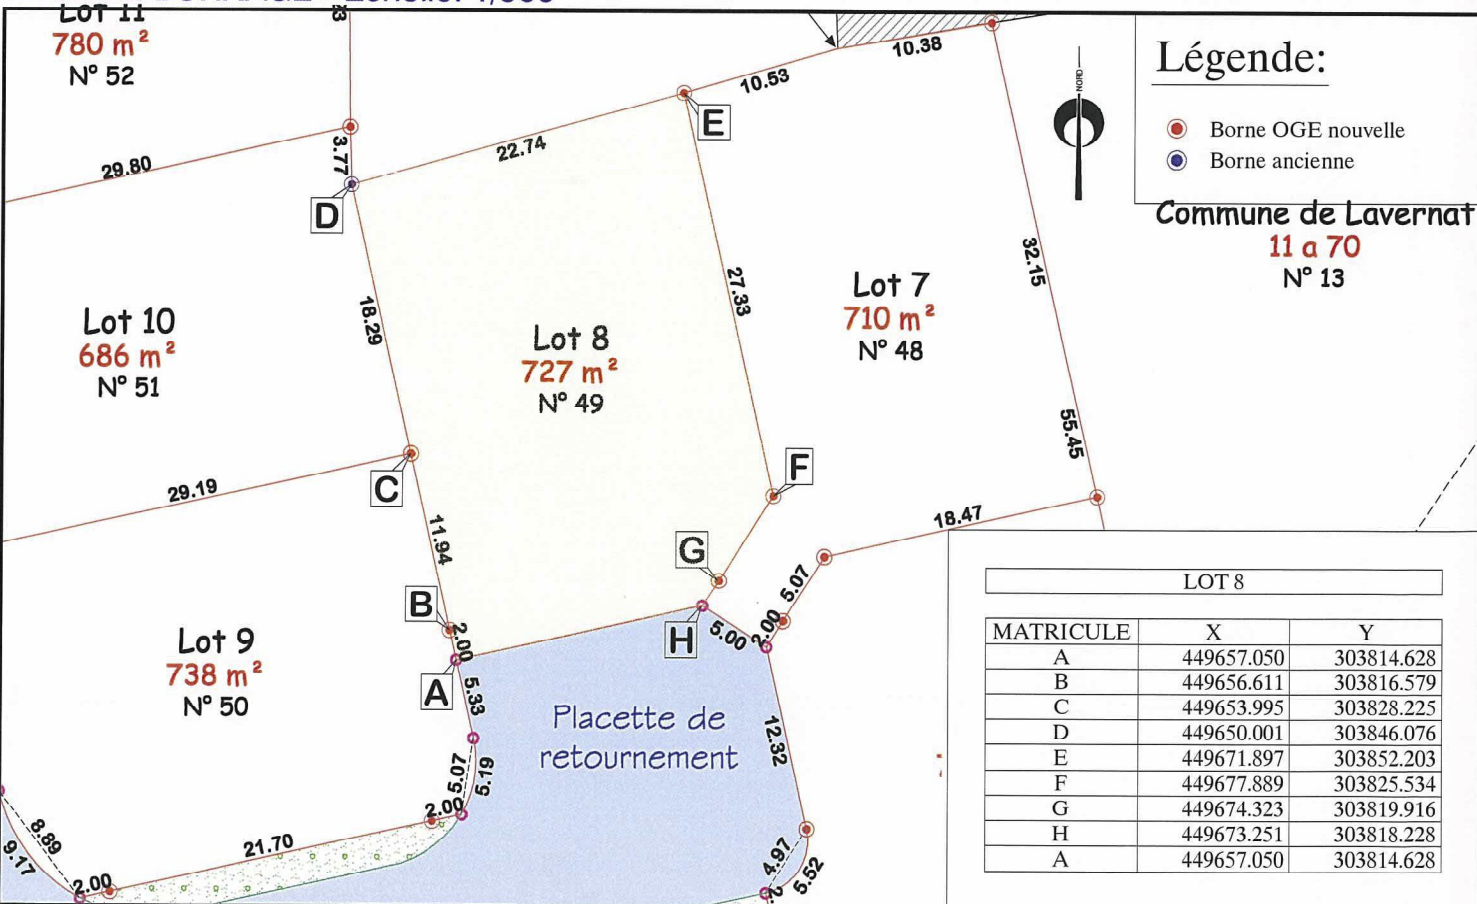 Lot 11
780 m²
N° 52
10.38
10.53
NORD
Légende:
Borne OGE nouvelle
Borne ancienne
E
3.77
29.80
22.74
D
Commune de Lavernat
11 a 70
N° 13
32.15
27.33
18.29
Lot 10
686 m²
N° 51
Lot 8
727 m²
N° 49
Lot 7
710 m²
N° 48
55.45
F
C
29.19
11.94
18.47
G
5.07
B
2.00
2.00
5.00
H
A
5.33
Lot 9
738 m²
N° 50
Placette de
retournement
12.32
5.07
5.19
2.00
21.70
8.89
9.17
2.00
4.97
5.52
LOT 8
MATRICULE X Y
A 449657.050 303814.628
B 449656.611 303816.579
C 449653.995 303828.225
D 449650.001 303846.076
E 449671.897 303852.203
F 449677.889 303825.534
G 449674.323 303819.916
H 449673.251 303818.228
A 449657.050 303814.628